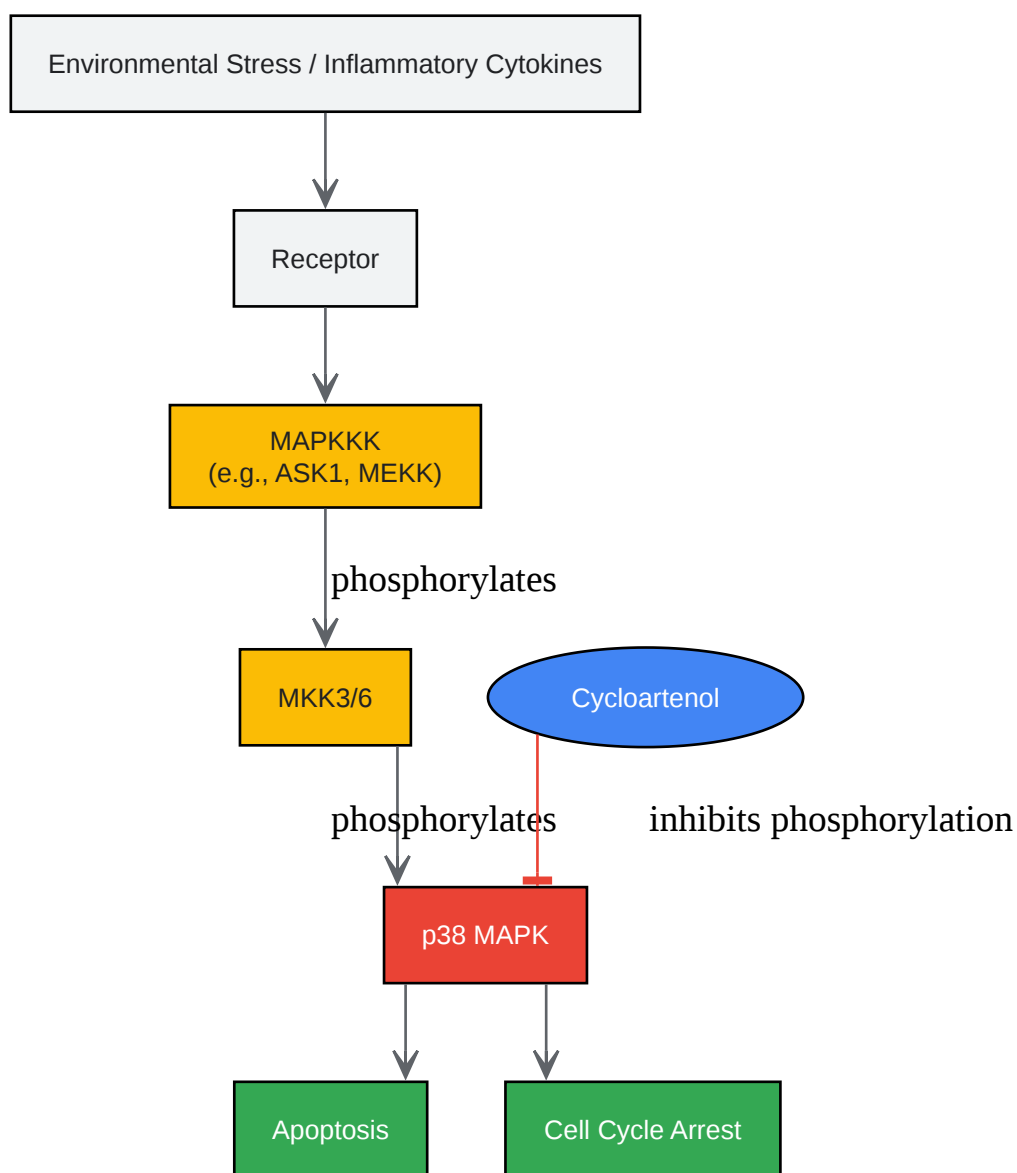 Environmental Stress / Inflammatory Cytokines
Receptor
MAPKKK
(e.g., ASK1, MEKK)
phosphorylates
MKK3/6
Cycloartenol
phosphorylates
inhibits phosphorylation
p38 MAPK
Apoptosis
Cell Cycle Arrest